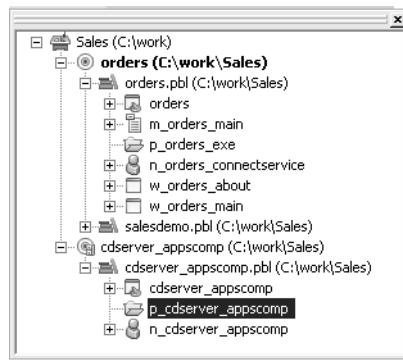 Sales (C:\work)
orders (C:\work\Sales)
orders.pbl (C:\work\Sales)
orders
m_orders_main
p_orders_exe
n_orders_connectservice
w_orders_about
w_orders_main
salesdemo.pbl (C:\work\Sales)
cdserver_appscomp (C:\work\Sales)
cdserver_appscomp.pbl (C:\work\Sales)
cdserver_appscomp
p_cdserver_appscomp
n_cdserver_appscomp